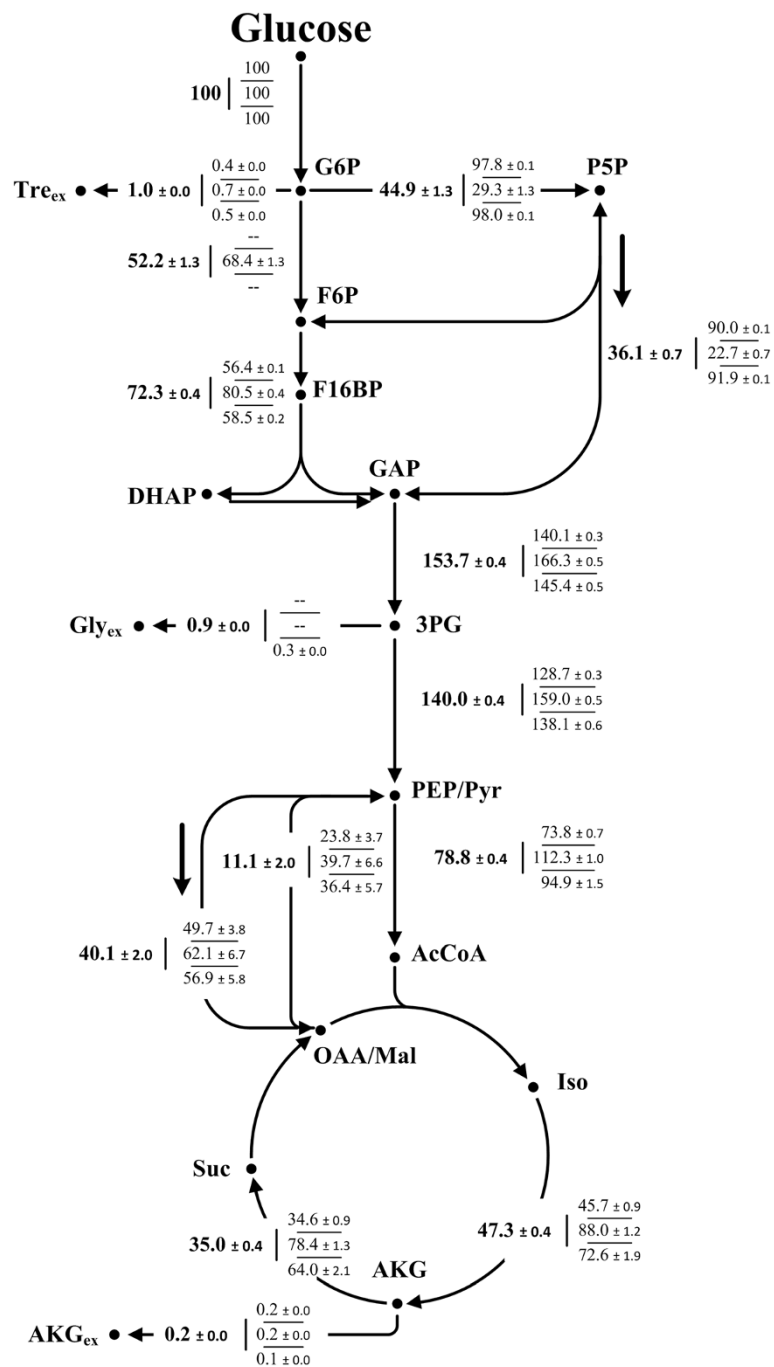 Glucose
100
100
100
100
G6P
P5P
Tre_ex
1.0 ± 0.0
0.4 ± 0.0
0.7 ± 0.0
0.5 ± 0.0
44.9 ± 1.3
97.8 ± 0.1
29.3 ± 1.3
98.0 ± 0.1
52.2 ± 1.3
--
68.4 ± 1.3
--
F6P
36.1 ± 0.7
90.0 ± 0.1
22.7 ± 0.7
91.9 ± 0.1
72.3 ± 0.4
56.4 ± 0.1
80.5 ± 0.4
58.5 ± 0.2
F16BP
DHAP
GAP
153.7 ± 0.4
140.1 ± 0.3
166.3 ± 0.5
145.4 ± 0.5
Gly_ex
0.9 ± 0.0
--
--
0.3 ± 0.0
3PG
140.0 ± 0.4
128.7 ± 0.3
159.0 ± 0.5
138.1 ± 0.6
PEP/Pyr
11.1 ± 2.0
23.8 ± 3.7
39.7 ± 6.6
36.4 ± 5.7
78.8 ± 0.4
73.8 ± 0.7
112.3 ± 1.0
94.9 ± 1.5
40.1 ± 2.0
49.7 ± 3.8
62.1 ± 6.7
56.9 ± 5.8
AcCoA
OAA/Mal
Iso
Suc
35.0 ± 0.4
34.6 ± 0.9
78.4 ± 1.3
64.0 ± 2.1
47.3 ± 0.4
45.7 ± 0.9
88.0 ± 1.2
72.6 ± 1.9
AKG
AKG_ex
0.2 ± 0.0
0.2 ± 0.0
0.2 ± 0.0
0.1 ± 0.0